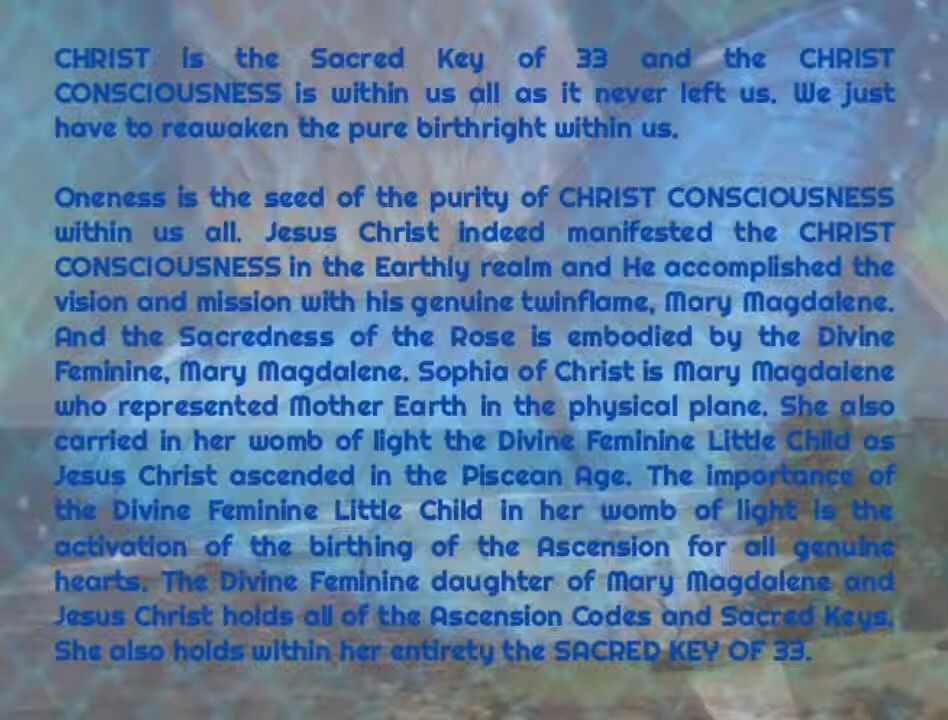 CHRIST is the Sacred Key of 33 and the CHRIST
CONSCIOUSNESS is within us all as it never left us. We just
have to reawaken the pure birthright within us.
Oneness is the seed of the purity of CHRIST CONSCIOUSNESS
within us all. Jesus Christ indeed manifested the CHRIST
CONSCIOUSNESS in the Earthly realm and He accomplished the
vision and mission with his genuine twinflame, Mary Magdalene.
And the Sacredness of the Rose is embodied by the Divine
Feminine, Mary Magdalene. Sophia of Christ is Mary Magdalene
who represented Mother Earth in the physical plane. She also
carried in her womb of light the Divine Feminine Little Child as
Jesus Christ ascended in the Piscean Age. The importance of
the Divine Feminine Little Child in her womb of light is the
activation of the birthing of the Ascension for all genuine
hearts. The Divine Feminine daughter of Mary Magdalene and
Jesus Christ holds all of the Ascension Codes and Sacred Keys.
She also holds within her entirety the SACRED KEY OF 33.